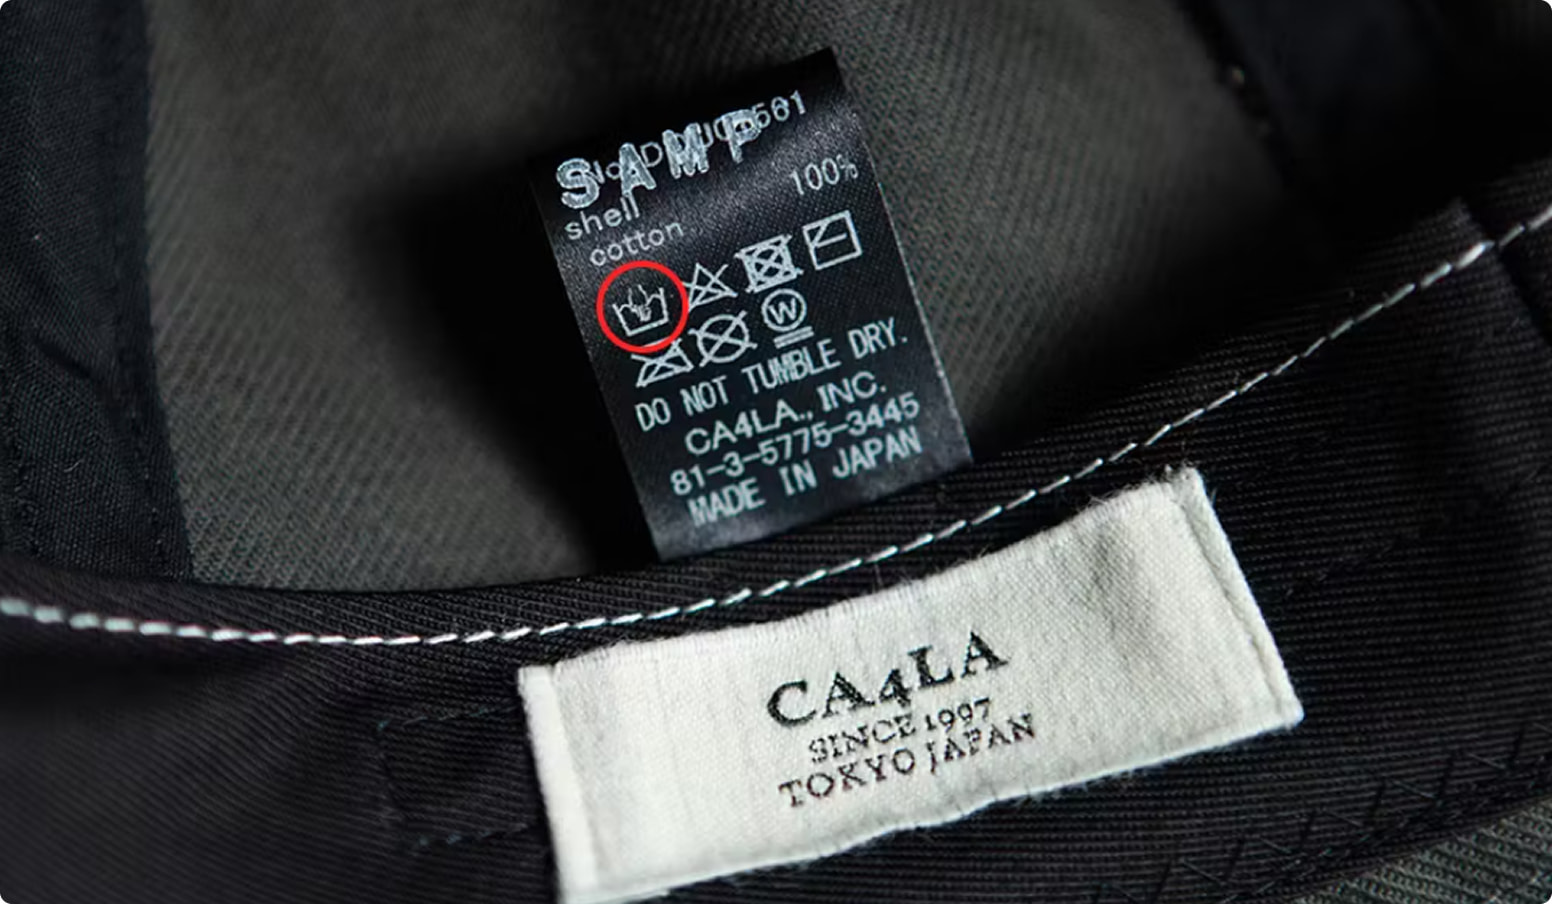 SAMP
shell
cotton 100%
W
DO NOT TUMBLE DRY.
CA4LA., INC.
81-3-5775-3445
MADE IN JAPAN
CA4LA
SINCE 1997
TOKYO JAPAN